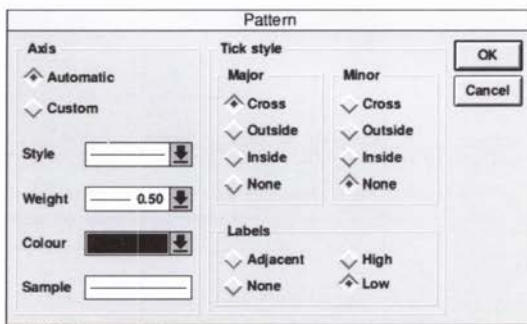 Pattern
Axis
Automatic
Custom
Style
Weight
0.50
Colour
Sample
Tick style
Major
Cross
Outside
Inside
None
Minor
Cross
Outside
Inside
None
Labels
Adjacent
High
None
Low
OK
Cancel